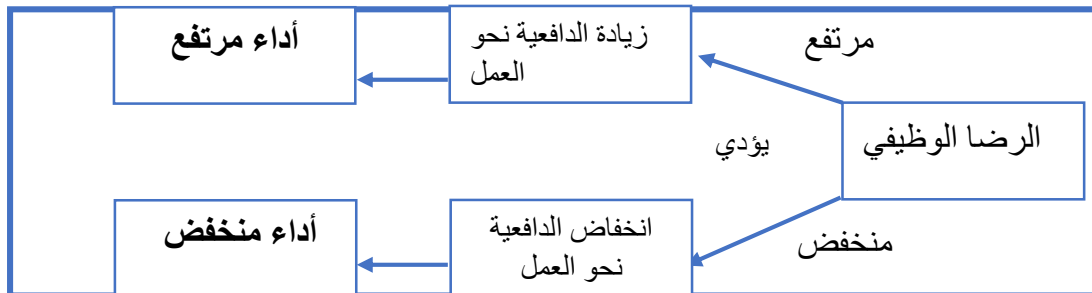 مرتفع
زيادة الدافعية نحو
العمل
أداء مرتفع
الرضا الوظيفي
يؤدي
منخفض
انخفاض الدافعية
نحو العمل
أداء منخفض